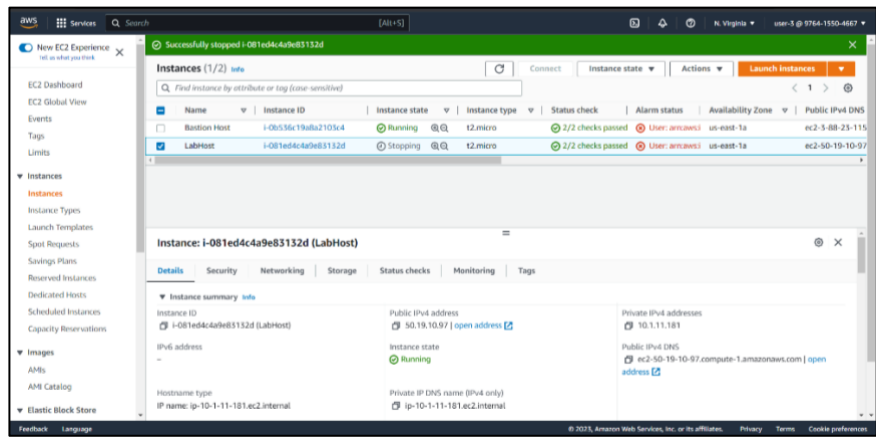 aws Services Search [Alt+S] N. Virginia user-3 @ 9764-1550-4667
New EC2 Experience
Tell us what you think
EC2 Dashboard
EC2 Global View
Events
Tags
Limits
Instances
Instances
Instance Types
Launch Templates
Spot Requests
Savings Plans
Reserved Instances
Dedicated Hosts
Scheduled Instances
Capacity Reservations
Images
AMIs
AMI Catalog
Elastic Block Store
Successfully stopped i-081ed4c4a9e83132d
Instances (1/2) Info Connect Instance state Actions Launch instances
Find instance by attribute or tag (case-sensitive) 1
Name Instance ID Instance state Instance type Status check Alarm status Availability Zone Public IPv4 DNS
Bastion Host i-0b536c19a8a2103c4 Running t2.micro 2/2 checks passed User: arn:aws:i us-east-1a ec2-3-88-23-115
LabHost i-081ed4c4a9e83132d Stopping t2.micro 2/2 checks passed User: arn:aws:i us-east-1a ec2-50-19-10-97
Instance: i-081ed4c4a9e83132d (LabHost)
Details Security Networking Storage Status checks Monitoring Tags
Instance summary Info
Instance ID
i-081ed4c4a9e83132d (LabHost)
Public IPv4 address
50.19.10.97 | open address
Private IPv4 addresses
10.1.11.181
IPv6 address
–
Instance state
Running
Public IPv4 DNS
ec2-50-19-10-97.compute-1.amazonaws.com | open
address
Hostname type
IP name: ip-10-1-11-181.ec2.internal
Private IP DNS name (IPv4 only)
ip-10-1-11-181.ec2.internal
Feedback Language © 2023, Amazon Web Services, Inc. or its affiliates. Privacy Terms Cookie preferences